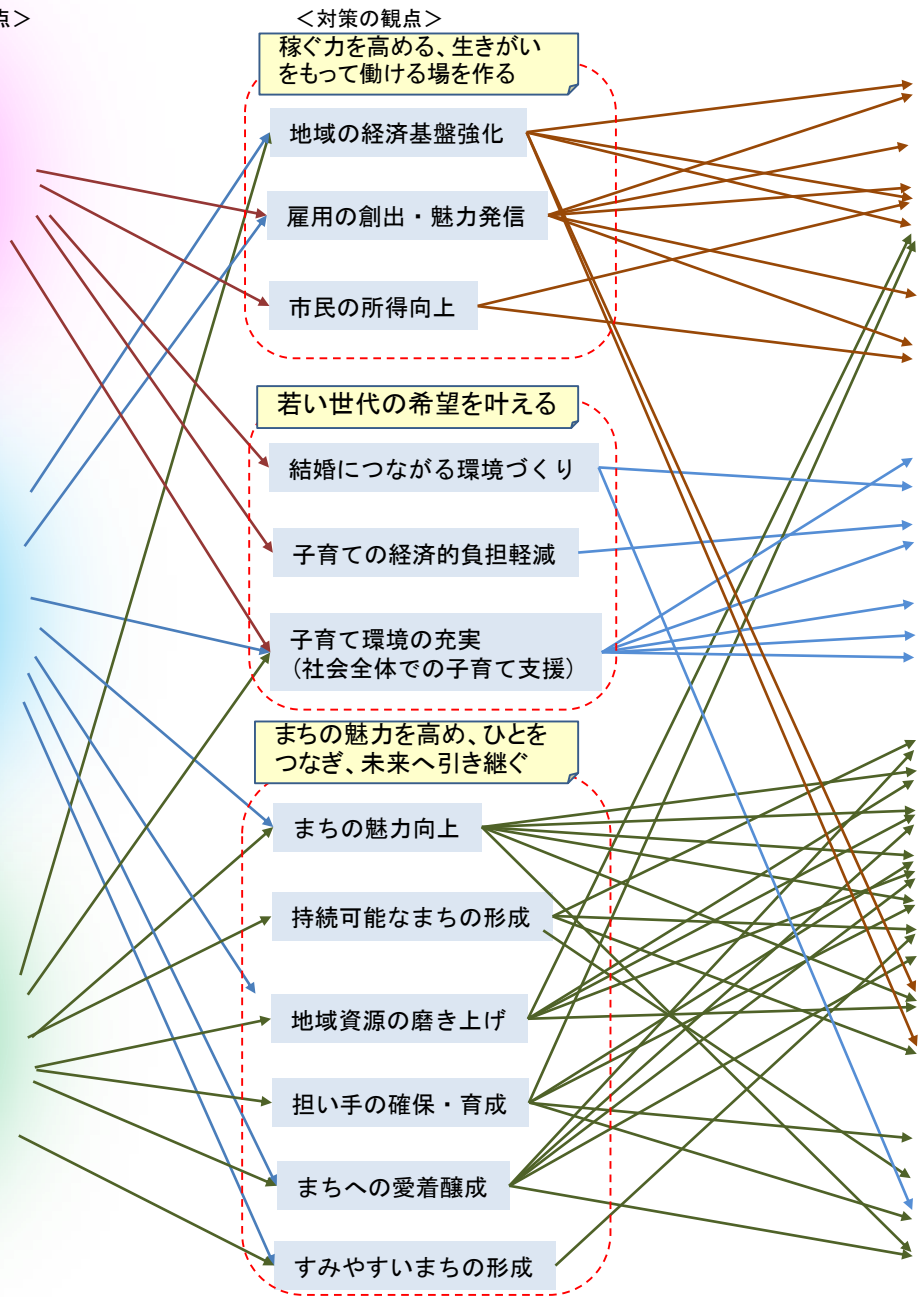 点＞
＜対策の観点＞
稼ぐ力を高める、生きがい
をもって働ける場を作る
地域の経済基盤強化
雇用の創出・魅力発信
市民の所得向上
若い世代の希望を叶える
結婚につながる環境づくり
子育ての経済的負担軽減
子育て環境の充実
（社会全体での子育て支援）
まちの魅力を高め、ひとを
つなぎ、未来へ引き継ぐ
まちの魅力向上
持続可能なまちの形成
地域資源の磨き上げ
担い手の確保・育成
まちへの愛着醸成
すみやすいまちの形成